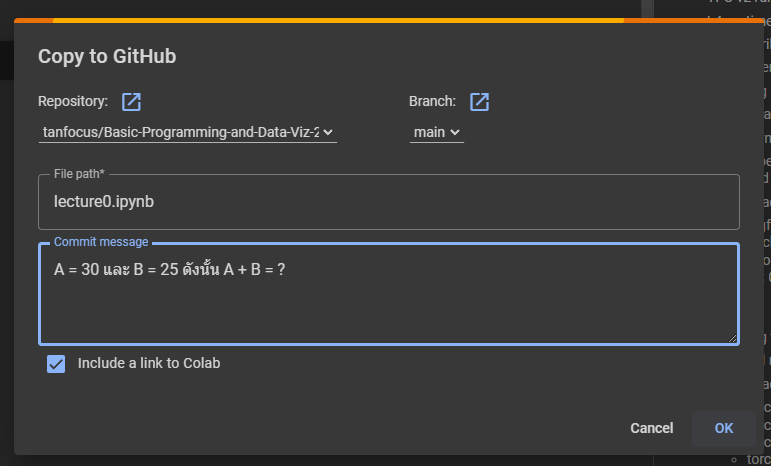 Copy to GitHub
Repository:
Branch:
tanfocus/Basic-Programming-and-Data-Viz-2
main
File path*
lecture0.ipynb
Commit message
A = 30 และ B = 25 ดังนั้น A + B = ?
Include a link to Colab
Cancel
OK
torc